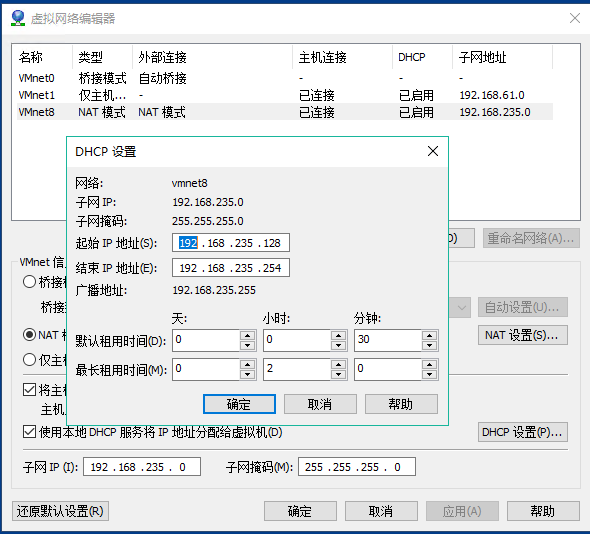 虚拟网络编辑器
名称 类型 外部连接 主机连接 DHCP 子网地址
VMnet0 桥接模式 自动桥接 - - -
VMnet1 仅主机... - 已连接 已启用 192.168.61.0
VMnet8 NAT 模式 NAT 模式 已连接 已启用 192.168.235.0
DHCP 设置
网络: vmnet8
子网 IP: 192.168.235.0
子网掩码: 255.255.255.0
起始 IP 地址(S): 192 . 168 . 235 . 128
结束 IP 地址(E): 192 . 168 . 235 . 254
广播地址: 192.168.235.255
天: 小时: 分钟:
默认租用时间(D): 0 0 30
最长租用时间(M): 0 2 0
确定 取消 帮助
D) 重命名网络(A)...
VMnet 信
桥接
桥接 自动设置(U)...
NAT NAT 设置(S)...
仅主
将主
主机
使用本地 DHCP 服务将 IP 地址分配给虚拟机(D) DHCP 设置(P)...
子网 IP (I): 192 . 168 . 235 . 0 子网掩码(M): 255 . 255 . 255 . 0
还原默认设置(R) 确定 取消 应用(A) 帮助